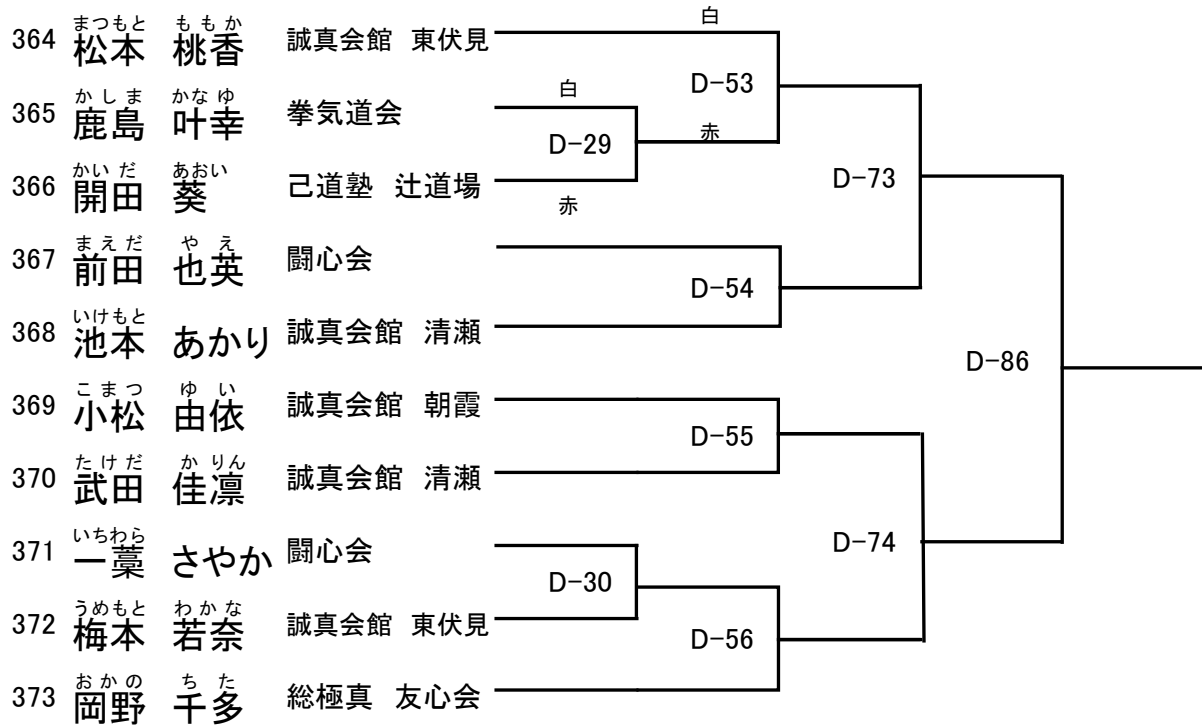 まつもと ももか 白
364 松本 桃香 誠真会館 東伏見
D-53
かしま かなゆ 白
365 鹿島 叶幸 拳気道会
D-29 赤
かいだ あおい
366 開田 葵 己道塾 辻道場 D-73
赤
まえだ やえ
367 前田 也英 闘心会
D-54
いけもと
368 池本 あかり 誠真会館 清瀬
D-86
こまつ ゆい
369 小松 由依 誠真会館 朝霞
D-55
たけだ かりん
370 武田 佳凛 誠真会館 清瀬
いちわら
371 一藁 さやか 闘心会 D-74
D-30
うめもと わかな
372 梅本 若奈 誠真会館 東伏見
D-56
おかの ちた
373 岡野 千多 総極真 友心会